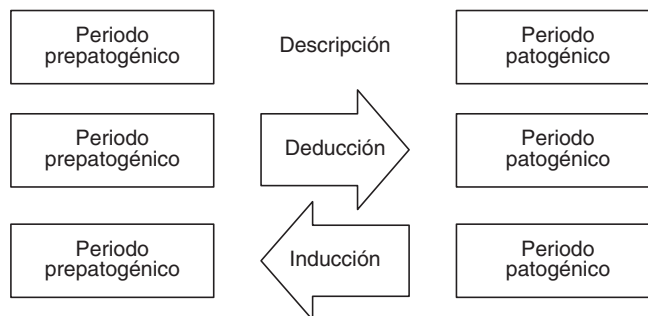 Periodo
prepatogénico
Descripción
Periodo
patogénico
Periodo
prepatogénico
Deducción
Periodo
patogénico
Periodo
prepatogénico
Inducción
Periodo
patogénico